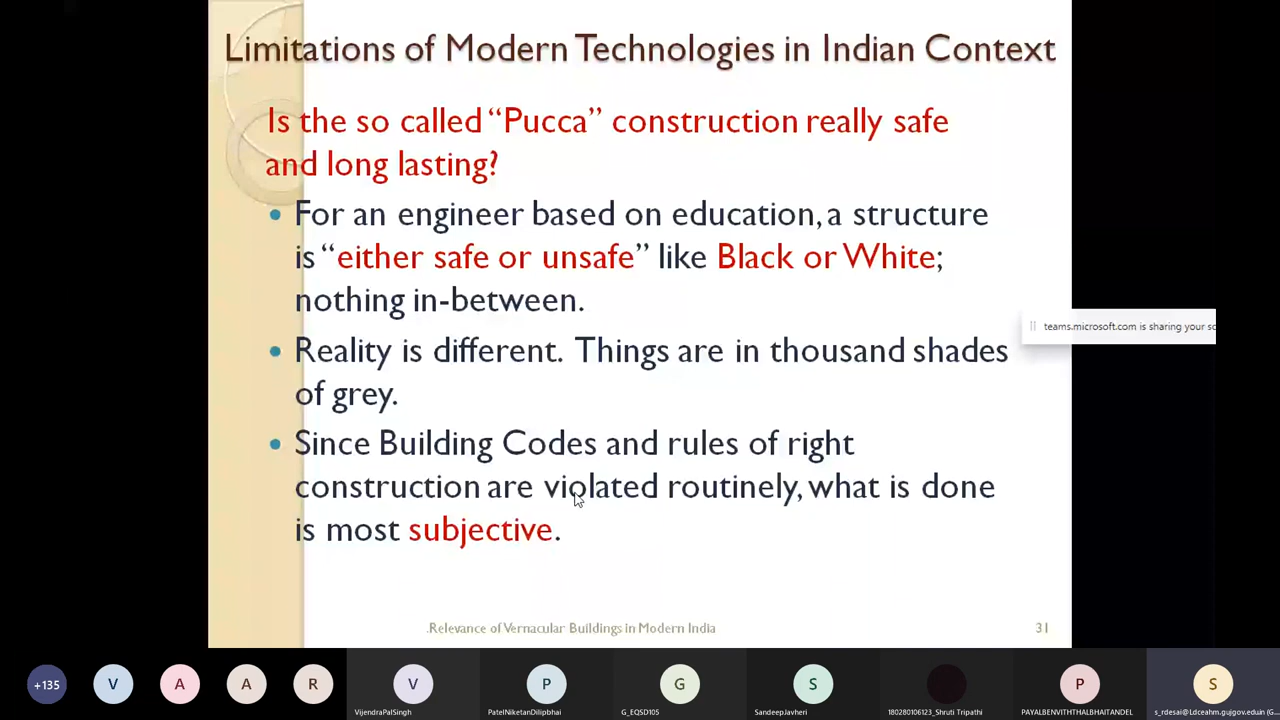 Limitations of Modern Technologies in Indian Context
Is the so called “Pucca” construction really safe
and long lasting?
• For an engineer based on education, a structure
is “either safe or unsafe” like Black or White;
nothing in-between.
• Reality is different. Things are in thousand shades
of grey.
• Since Building Codes and rules of right
construction are violated routinely, what is done
is most subjective.
teams.microsoft.com is sharing your sc
.Relevance of Vernacular Buildings in Modern India
31
+135
V
A
A
R
V
P
G
S
P
S
VijendraPalSingh
PatelNiketanDilipbhai
G_EQSD105
SandeepJavheri
180280106123_Shruti Tripathi
PAYALBENVITHTHALBHAITANDEL
s_rdesai@Ldceahm.gujgov.eduin (G